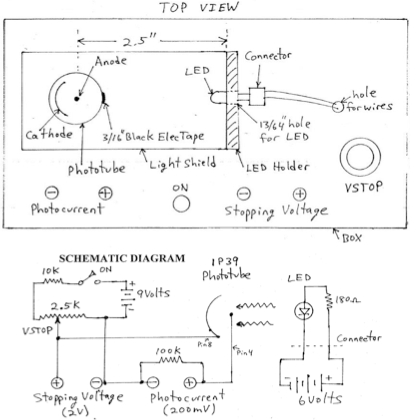 TOP VIEW
2.5"
Anode
Connector
LED
hole
for wires
Cathode
3/16" Black Elec Tape
13/64" hole
for LED
Phototube
Light Shield
LED Holder
VSTOP
ON
Photocurrent
Stopping Voltage
BOX
SCHEMATIC DIAGRAM
1P39
Phototube
10K
ON
9Volts
LED
180Ω
2.5K
VSTOP
Pin8
Pin4
Connector
100K
Stopping Voltage
(2V)
Photocurrent
(200mV)
6Volts